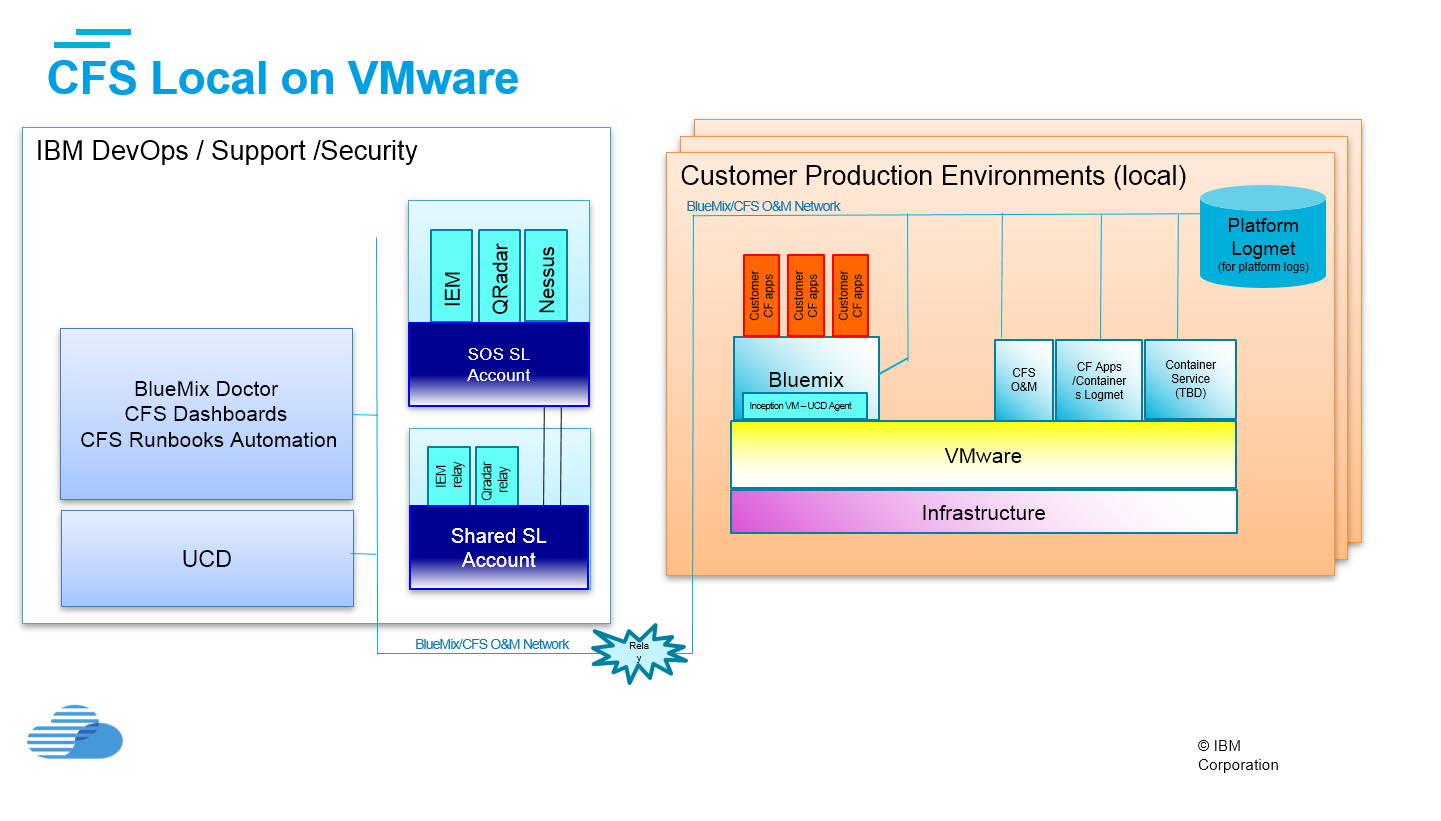 CFS Local on VMware
IBM DevOps / Support /Security
IEM
QRadar
Nessus
SOS SL
Account
BlueMix Doctor
CFS Dashboards
CFS Runbooks Automation
UCD
IEM
relay
Qradar
relay
Shared SL
Account
BlueMix/CFS O&M Network
Rela
y
Customer Production Environments (local)
BlueMix/CFS O&M Network
Platform
Logmet
(for platform logs)
Customer
CF apps
Customer
CF apps
Customer
CF apps
Bluemix
Inception VM – UCD Agent
CFS
O&M
CF Apps
/Container
s Logmet
Container
Service
(TBD)
VMware
Infrastructure
© IBM
Corporation